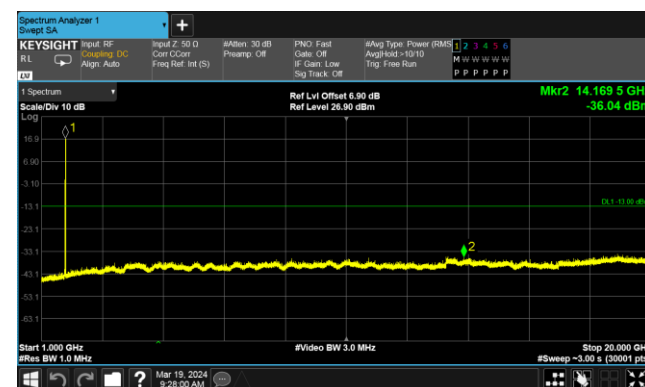 Spectrum Analyzer 1
Swept SA
+
KEYSIGHT
RL
Input: RF
Coupling: DC
Align: Auto
Input Z: 50 Ω
Corr CCorr
Freq Ref: Int (S)
#Atten: 30 dB
Preamp: Off
PNO: Fast
Gate: Off
IF Gain: Low
Sig Track: Off
#Avg Type: Power (RMS
Avg|Hold:>10/10
Trig: Free Run
1 2 3 4 5 6
M W W W W W
P P P P P P
1 Spectrum
Scale/Div 10 dB
Log
Ref Lvl Offset 6.90 dB
Ref Level 26.90 dBm
Mkr2 14.169 5 GH
-36.04 dBr
1
16.9
6.90
-3.10
-13.1
DL1 -13.00 dB
-23.1
-33.1
2
-43.1
-53.1
-63.1
Start 1.000 GHz
#Res BW 1.0 MHz
#Video BW 3.0 MHz
Stop 20.000 GH
#Sweep ~3.00 s (30001 pts
?
Mar 19, 2024
9:28:00 AM